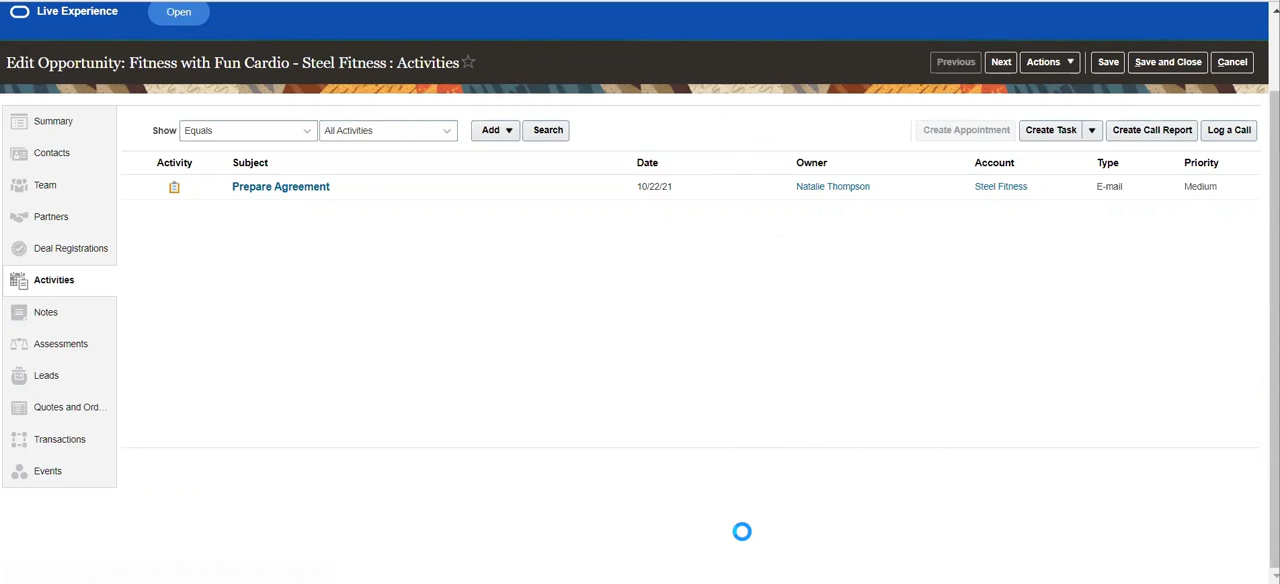 Live Experience Open
Edit Opportunity: Fitness with Fun Cardio - Steel Fitness : Activities Previous Next Actions Save Save and Close Cancel
Summary
Contacts
Team
Partners
Deal Registrations
Activities
Notes
Assessments
Leads
Quotes and Ord...
Transactions
Events
Show Equals All Activities Add Search Create Appointment Create Task Create Call Report Log a Call
Activity Subject Date Owner Account Type Priority
Prepare Agreement 10/22/21 Natalie Thompson Steel Fitness E-mail Medium